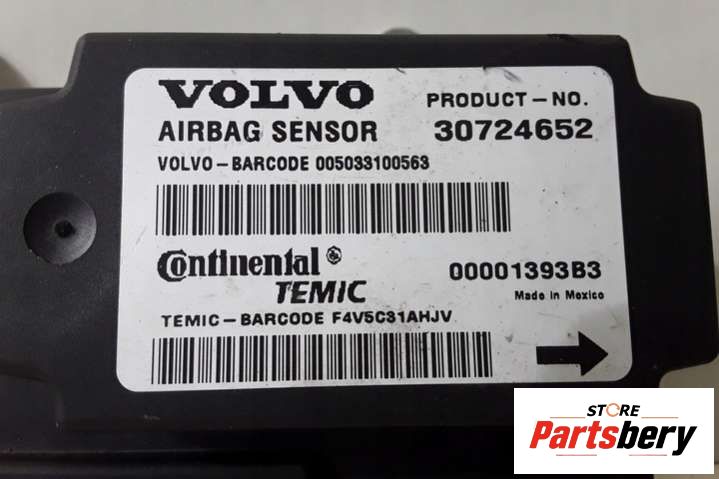 VOLVO PRODUCT-NO.
AIRBAG SENSOR 30724652
VOLVO-BARCODE 005033100563
Continental ® 00001393B3
TEMIC Made in Mexico
TEMIC-BARCODE F4V5C31AHJV
STORE
Partsbery